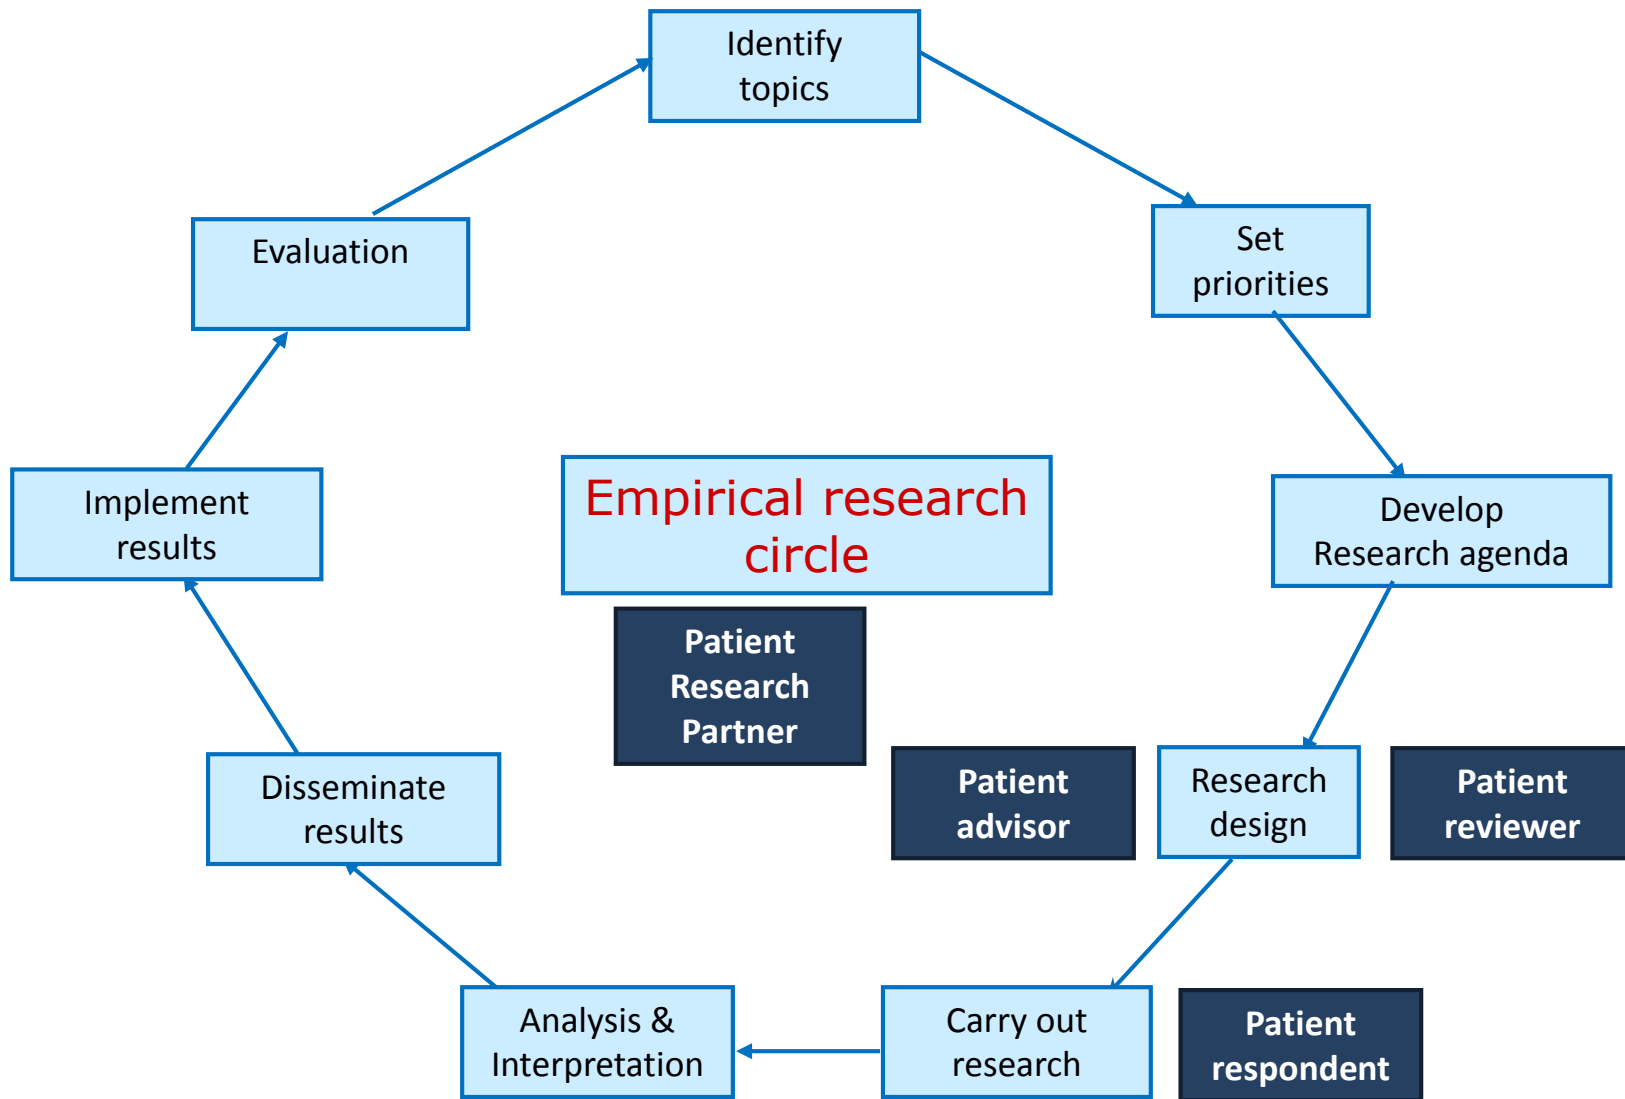 Identify
topics
Evaluation
Set
priorities
Implement
results
Empirical research
circle
Develop
Research agenda
Patient
Research
Partner
Disseminate
results
Patient
advisor
Research
design
Patient
reviewer
Analysis &
Interpretation
Carry out
research
Patient
respondent